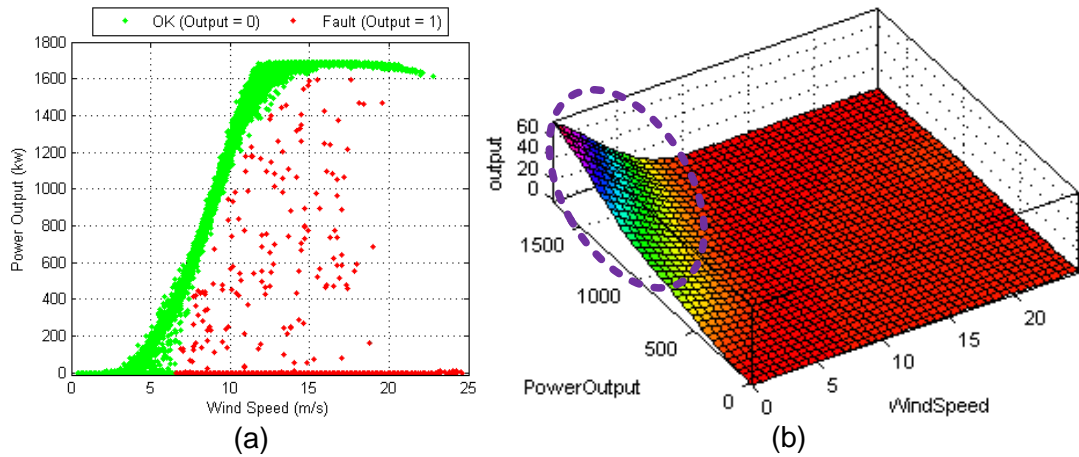 OK (Output = 0) Fault (Output = 1)
1800
1600
1400
1200
1000
800
600
400
200
0
0 5 10 15 20 25
Power Output (kw)
Wind Speed (m/s)
(a)
60
40
20
0
output
1500
1000
500
0
PowerOutput
0
5
10
15
20
WindSpeed
(b)